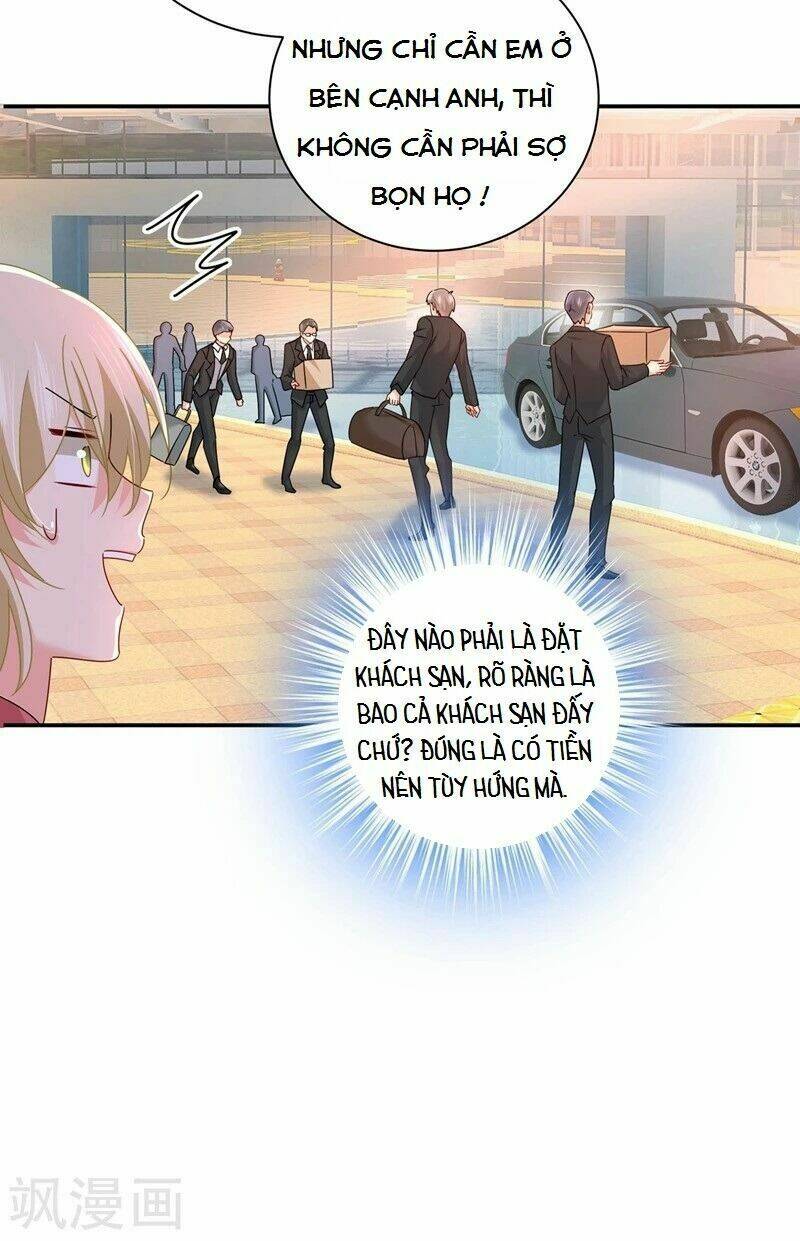 NHƯNG CHỈ CẦN EM Ở
BÊN CẠNH ANH, THÌ
KHÔNG CẦN PHẢI SỢ
BỌN HỌ !
ĐÂY NÀO PHẢI LÀ ĐẶT
KHÁCH SẠN, RÕ RÀNG LÀ
BAO CẢ KHÁCH SẠN ĐẤY
CHỨ? ĐÚNG LÀ CÓ TIỀN
NÊN TÙY HỨNG MÀ.
飒漫画